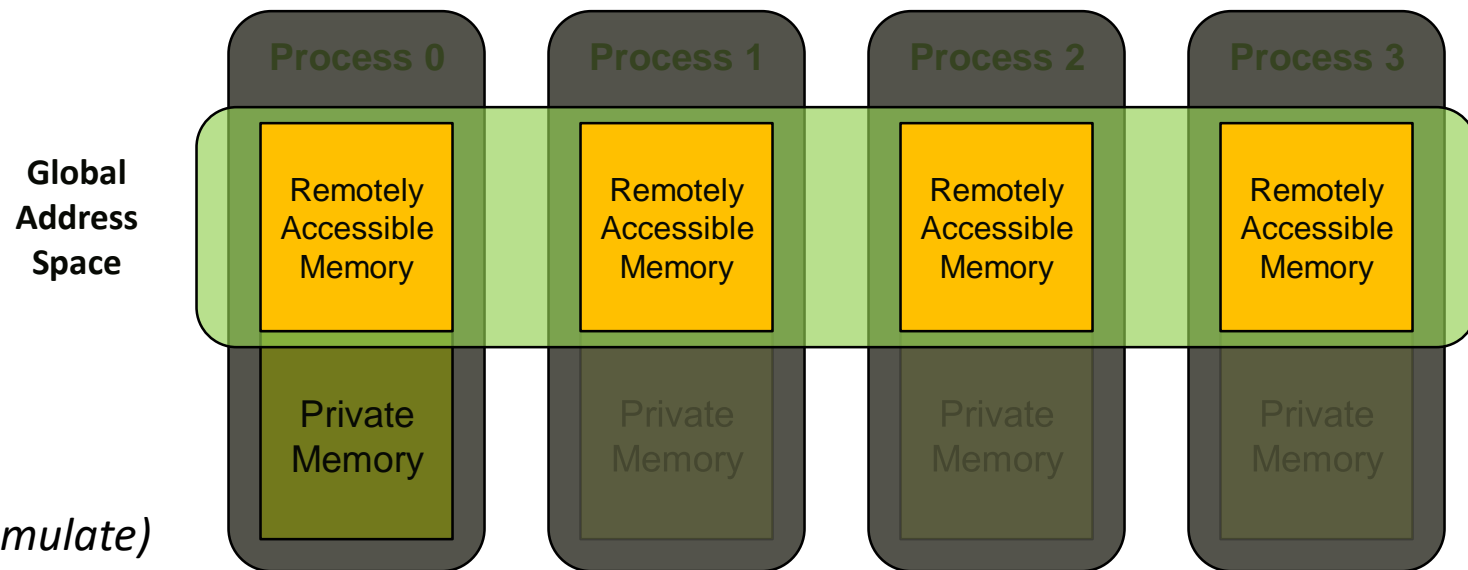 Process 0
Process 1
Process 2
Process 3
Global
Address
Space
Remotely
Accessible
Memory
Remotely
Accessible
Memory
Remotely
Accessible
Memory
Remotely
Accessible
Memory
Private
Memory
Private
Memory
Private
Memory
Private
Memory
mulate)